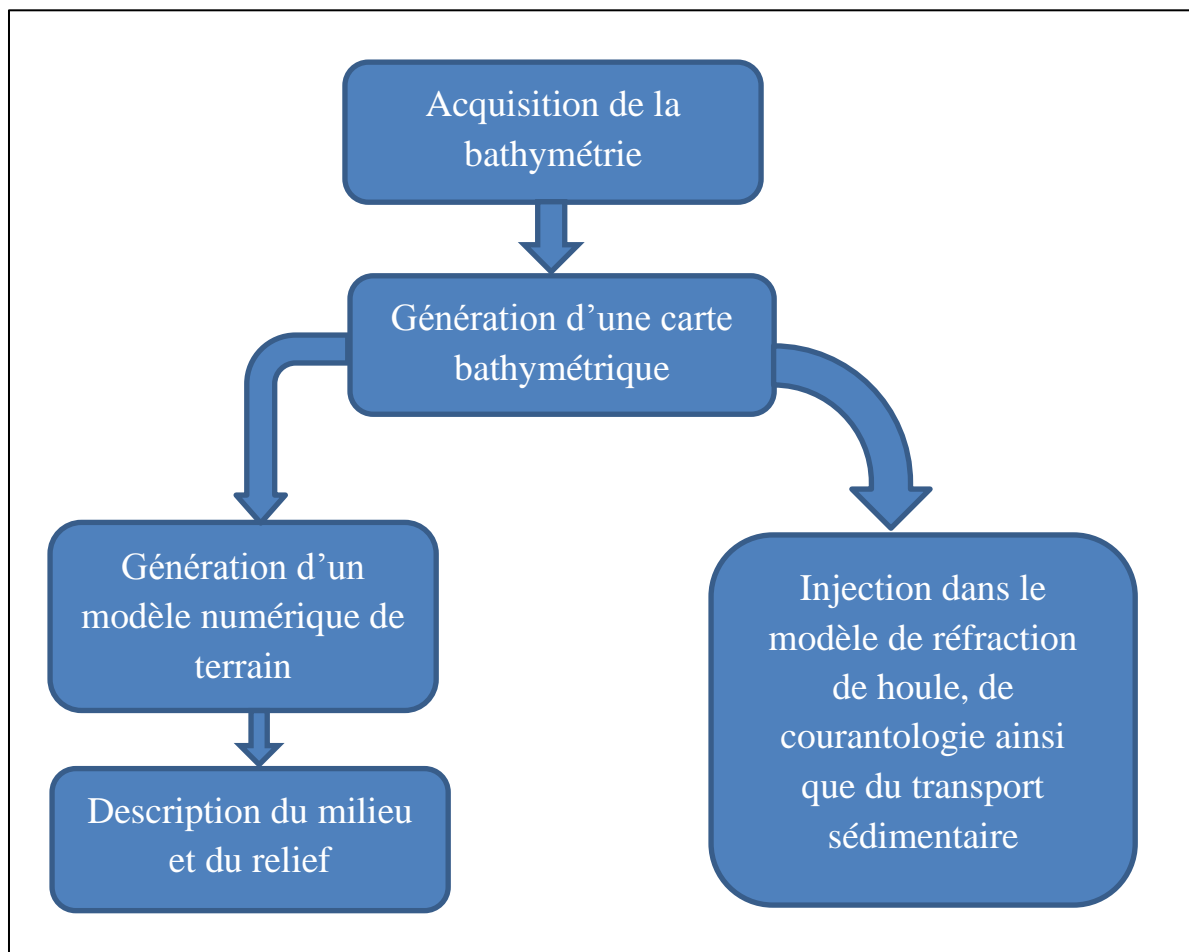 Acquisition de la
bathymétrie
Génération d’une carte
bathymétrique
Génération d’un
modèle numérique de
terrain
Description du milieu
et du relief
Injection dans le
modèle de réfraction
de houle, de
courantologie ainsi
que du transport
sédimentaire